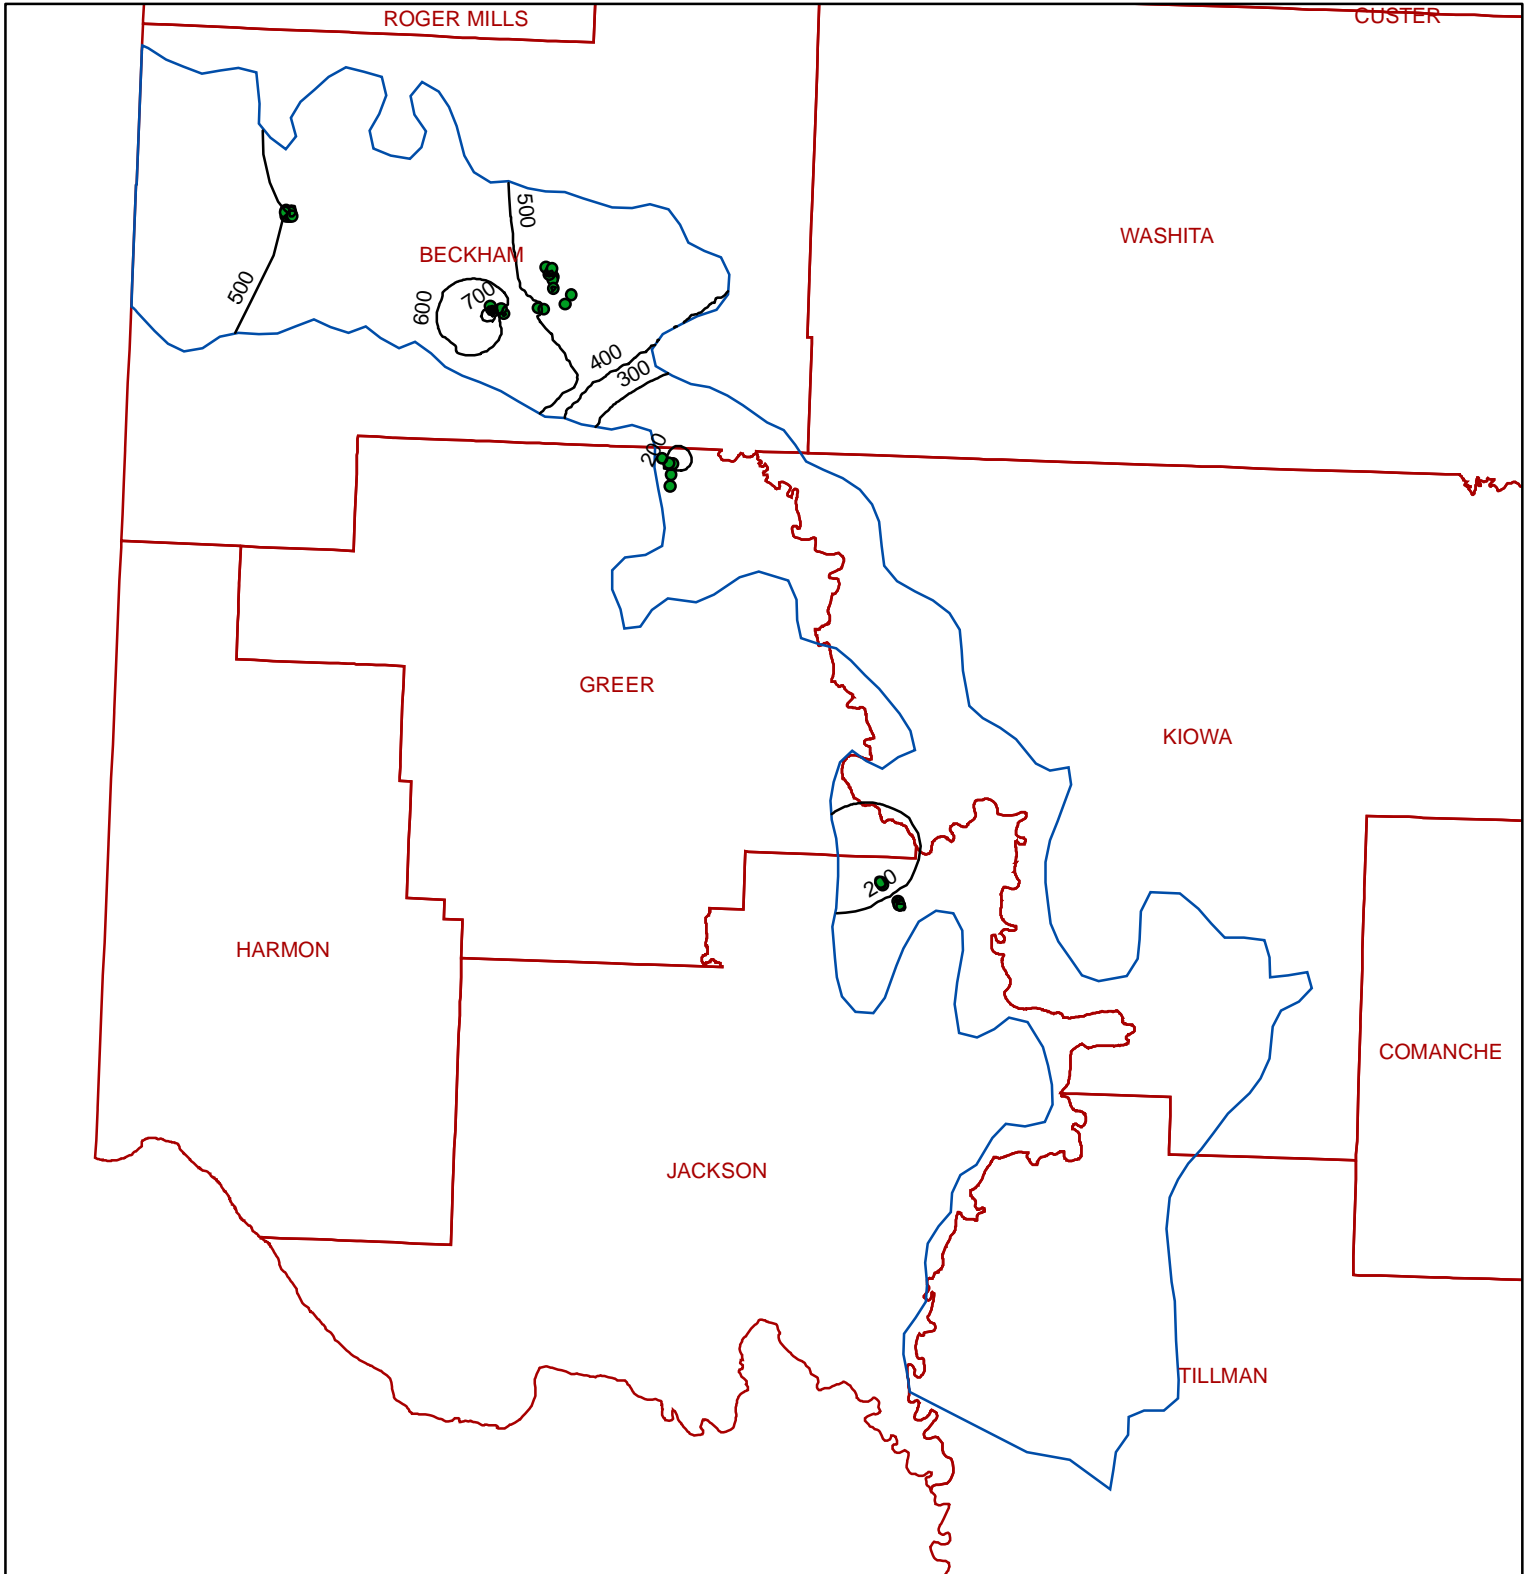 ROGER MILLS
CUSTER
WASHITA
500
BECKHAM
500
600
700
400
300
200
GREER
KIOWA
200
HARMON
COMANCHE
JACKSON
TILLMAN